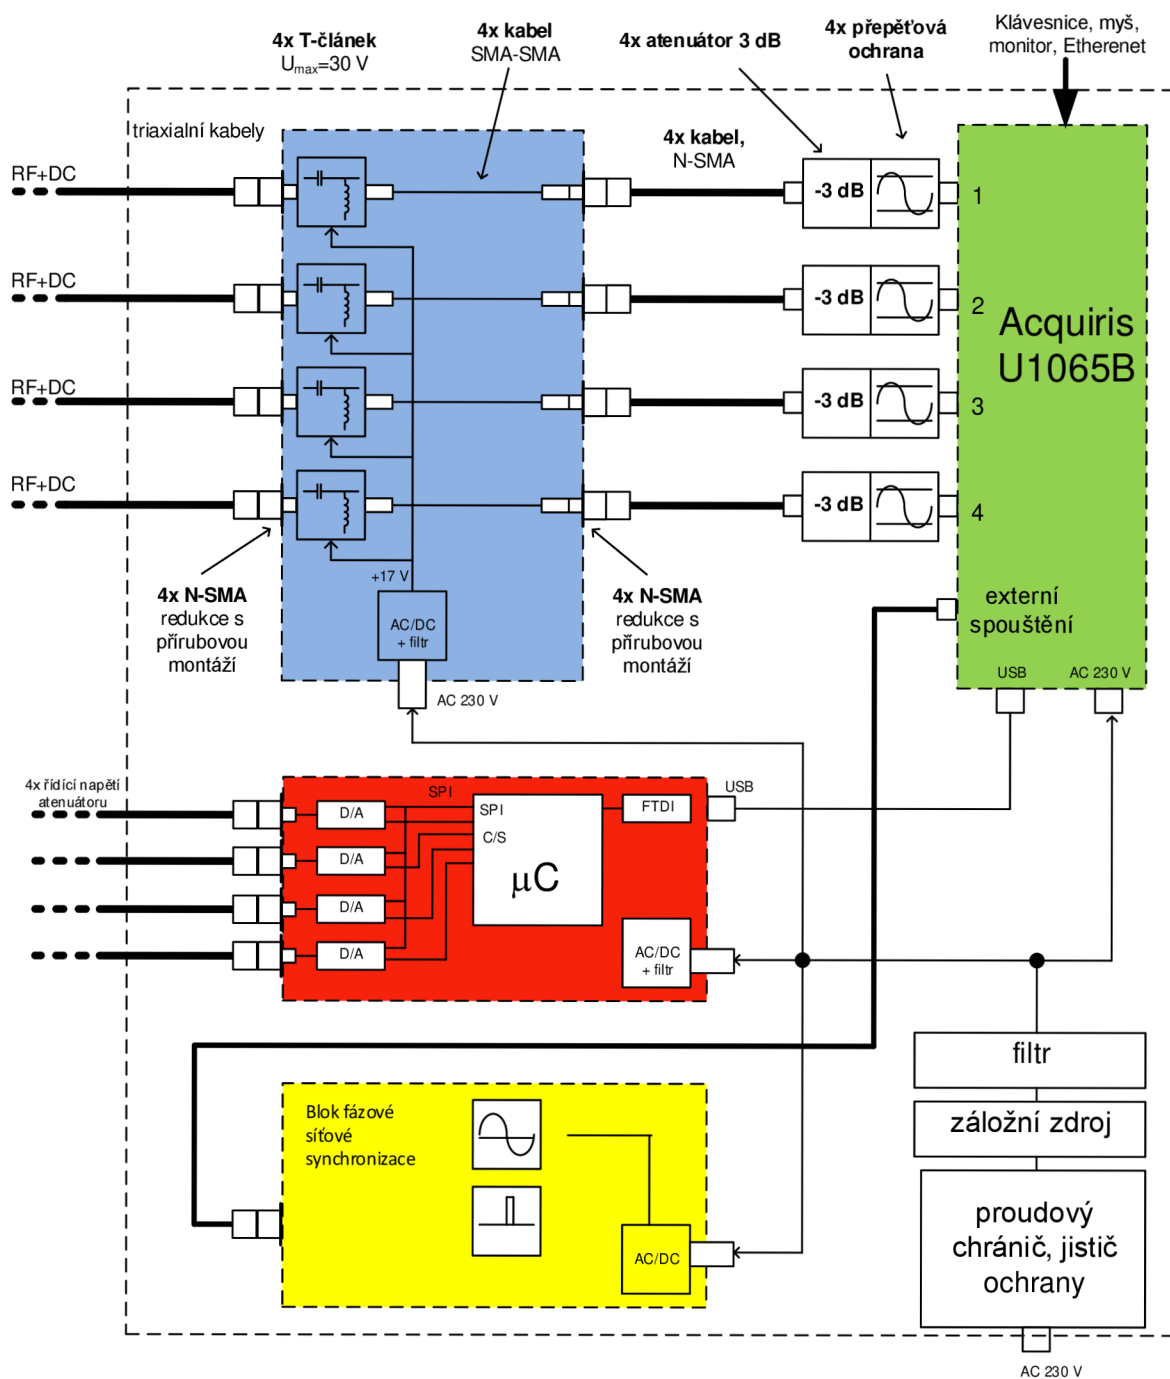 4x T-článek
Umax=30 V
4x kabel
SMA-SMA
4x atenuátor 3 dB
4x přepěťová
ochrana
Klávesnice, myš,
monitor, Etherenet
triaxialní kabely
4x kabel,
N-SMA
RF+DC
-3 dB
1
RF+DC
-3 dB
2
Acquiris
U1065B
RF+DC
-3 dB
3
RF+DC
-3 dB
4
+17 V
4x N-SMA
redukce s
přírubovou
montáží
AC/DC
+ filtr
4x N-SMA
redukce s
přírubovou
montáží
externí
spouštění
AC 230 V
USB
AC 230 V
4x řídící napětí
atenuátoru
SPI
USB
D/A
SPI
FTDI
C/S
D/A
µC
D/A
D/A
AC/DC
+ filtr
filtr
záložní zdroj
Blok fázové
síťové
synchronizace
proudový
chránič, jistič
ochrany
AC/DC
AC 230 V